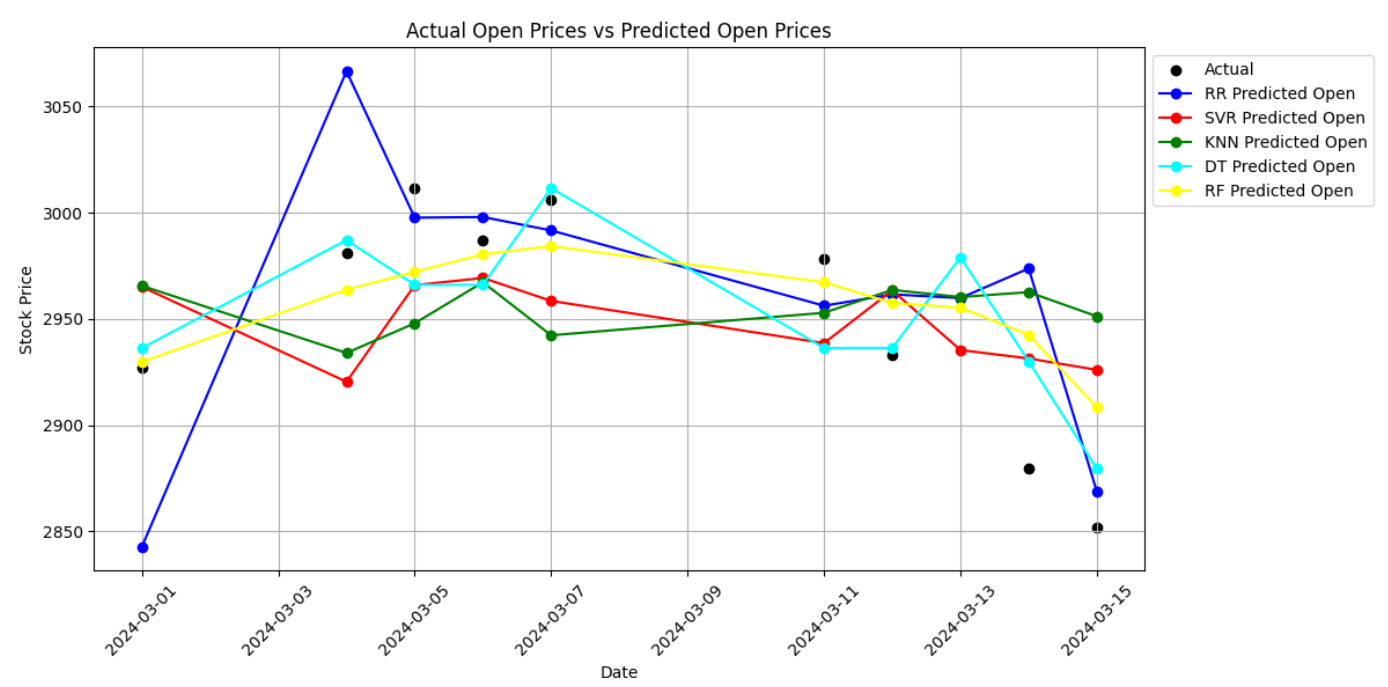 Actual Open Prices vs Predicted Open Prices
Actual
RR Predicted Open
SVR Predicted Open
KNN Predicted Open
DT Predicted Open
RF Predicted Open
Stock Price
3050
3000
2950
2900
2850
2024-03-01
2024-03-03
2024-03-05
2024-03-07
2024-03-09
2024-03-11
2024-03-13
2024-03-15
Date